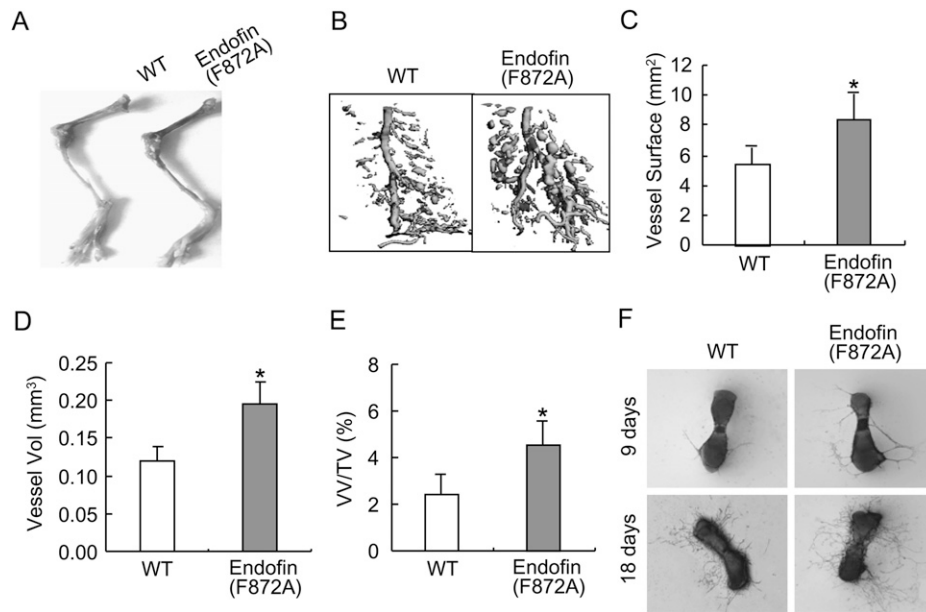 A
WT
Endofin
(F872A)
B
WT
Endofin
(F872A)
C
Vessel Surface (mm²)
12
10
8
6
4
2
0
*
WT
Endofin
(F872A)
D
Vessel Vol (mm³)
0.25
0.20
0.15
0.10
0.05
0.00
*
WT
Endofin
(F872A)
E
VV/TV (%)
8
6
4
2
0
*
WT
Endofin
(F872A)
F
WT
Endofin
(F872A)
9 days
18 days